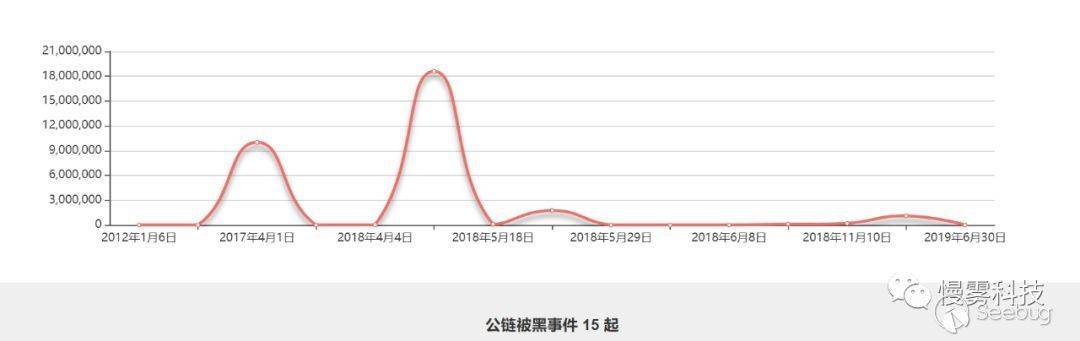 21,000,000
18,000,000
15,000,000
12,000,000
9,000,000
6,000,000
3,000,000
0
2012年1月6日 2017年4月1日 2018年4月4日 2018年5月18日 2018年5月29日 2018年6月8日 2018年11月10日 2019年6月30日
慢雾科技
Seebug
公链被黑事件 15 起